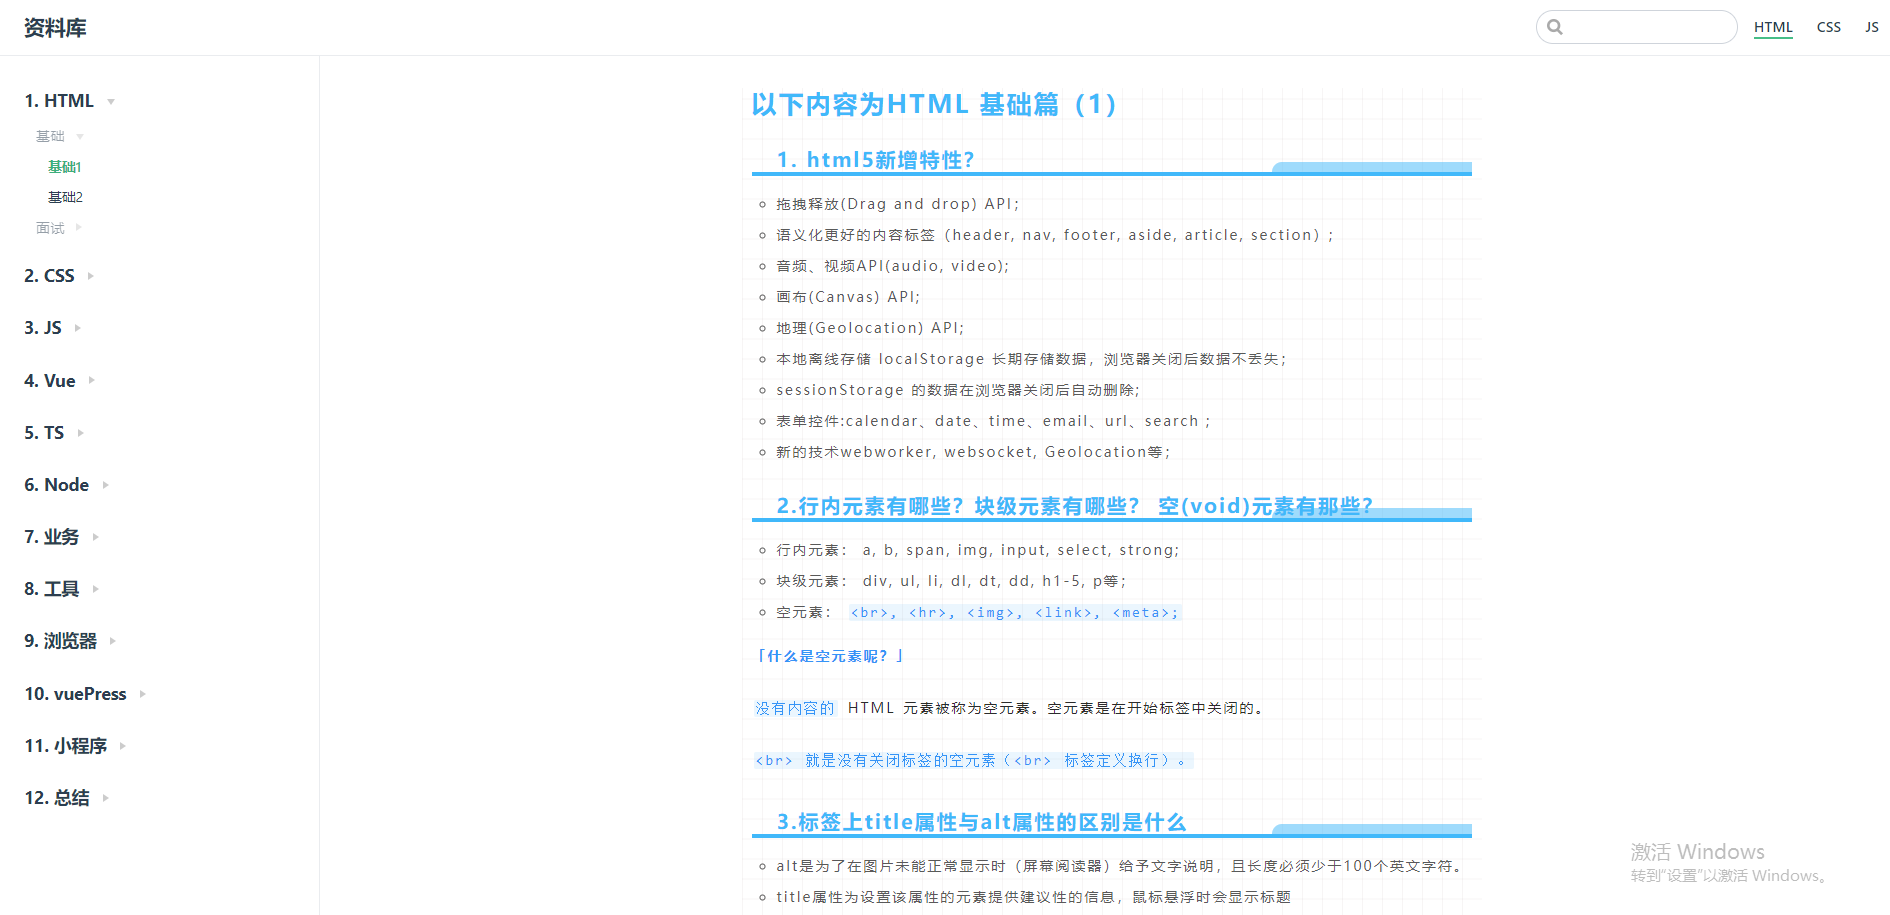 资料库
HTML CSS JS
1. HTML
基础
基础1
基础2
面试
2. CSS
3. JS
4. Vue
5. TS
6. Node
7. 业务
8. 工具
9. 浏览器
10. vuePress
11. 小程序
12. 总结
以下内容为HTML 基础篇（1）
1. html5新增特性？
拖拽释放(Drag and drop) API；
语义化更好的内容标签（header, nav, footer, aside, article, section）；
音频、视频API(audio, video);
画布(Canvas) API;
地理(Geolocation) API;
本地离线存储 localStorage 长期存储数据，浏览器关闭后数据不丢失；
sessionStorage 的数据在浏览器关闭后自动删除;
表单控件:calendar、date、time、email、url、search ；
新的技术webworker, websocket, Geolocation等；
2.行内元素有哪些？块级元素有哪些？ 空(void)元素有那些？
行内元素： a, b, span, img, input, select, strong;
块级元素： div, ul, li, dl, dt, dd, h1-5, p等；
空元素： <br>, <hr>, <img>, <link>, <meta>;
「什么是空元素呢？」
没有内容的 HTML 元素被称为空元素。空元素是在开始标签中关闭的。
<br> 就是没有关闭标签的空元素（<br> 标签定义换行）。
3.标签上title属性与alt属性的区别是什么
alt是为了在图片未能正常显示时（屏幕阅读器）给予文字说明，且长度必须少于100个英文字符。
title属性为设置该属性的元素提供建议性的信息，鼠标悬浮时会显示标题
激活 Windows
转到“设置”以激活 Windows。